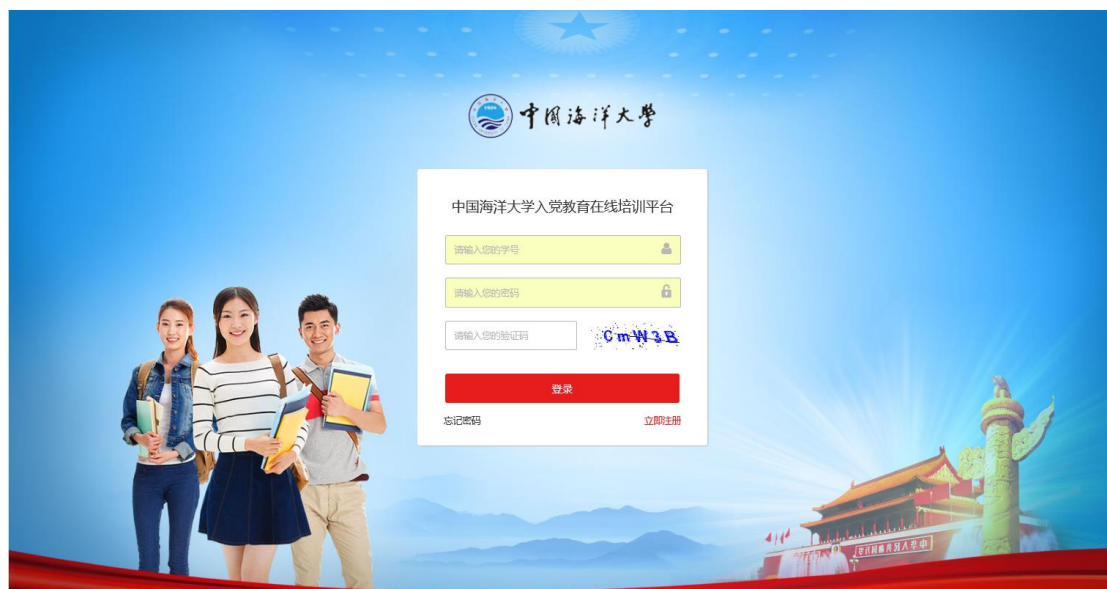 中国海洋大学
中国海洋大学入党教育在线培训平台
请输入您的学号
请输入您的密码
请输入您的验证码
CmW3B
登录
忘记密码
立即注册